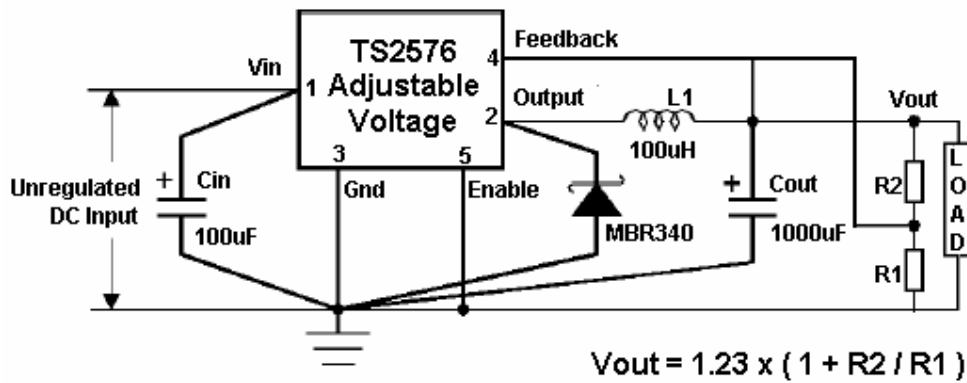 TS2576
Adjustable
Voltage
Feedback
4
Vin
1
Output
2
L1
100uH
Vout
3
5
Gnd
Enable
Unregulated
DC Input
+
Cin
100uF
MBR340
+
Cout
1000uF
R2
R1
LOAD
Vout = 1.23 x ( 1 + R2 / R1 )